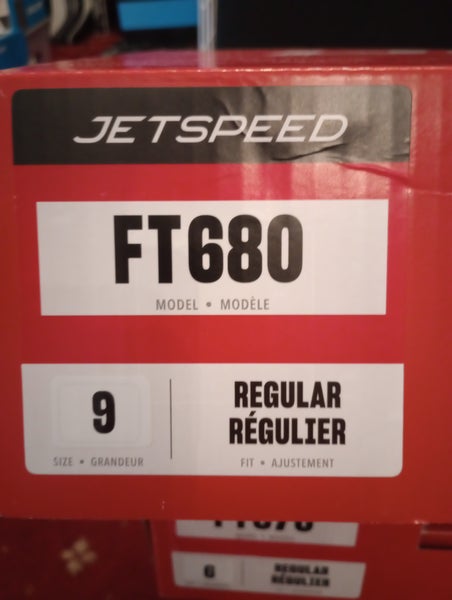 JETSPEED
FT680
MODEL • MODÈLE
9
REGULAR
RÉGULIER
SIZE • GRANDEUR
FIT • AJUSTEMENT
6
REGULAR
RÉGULIER